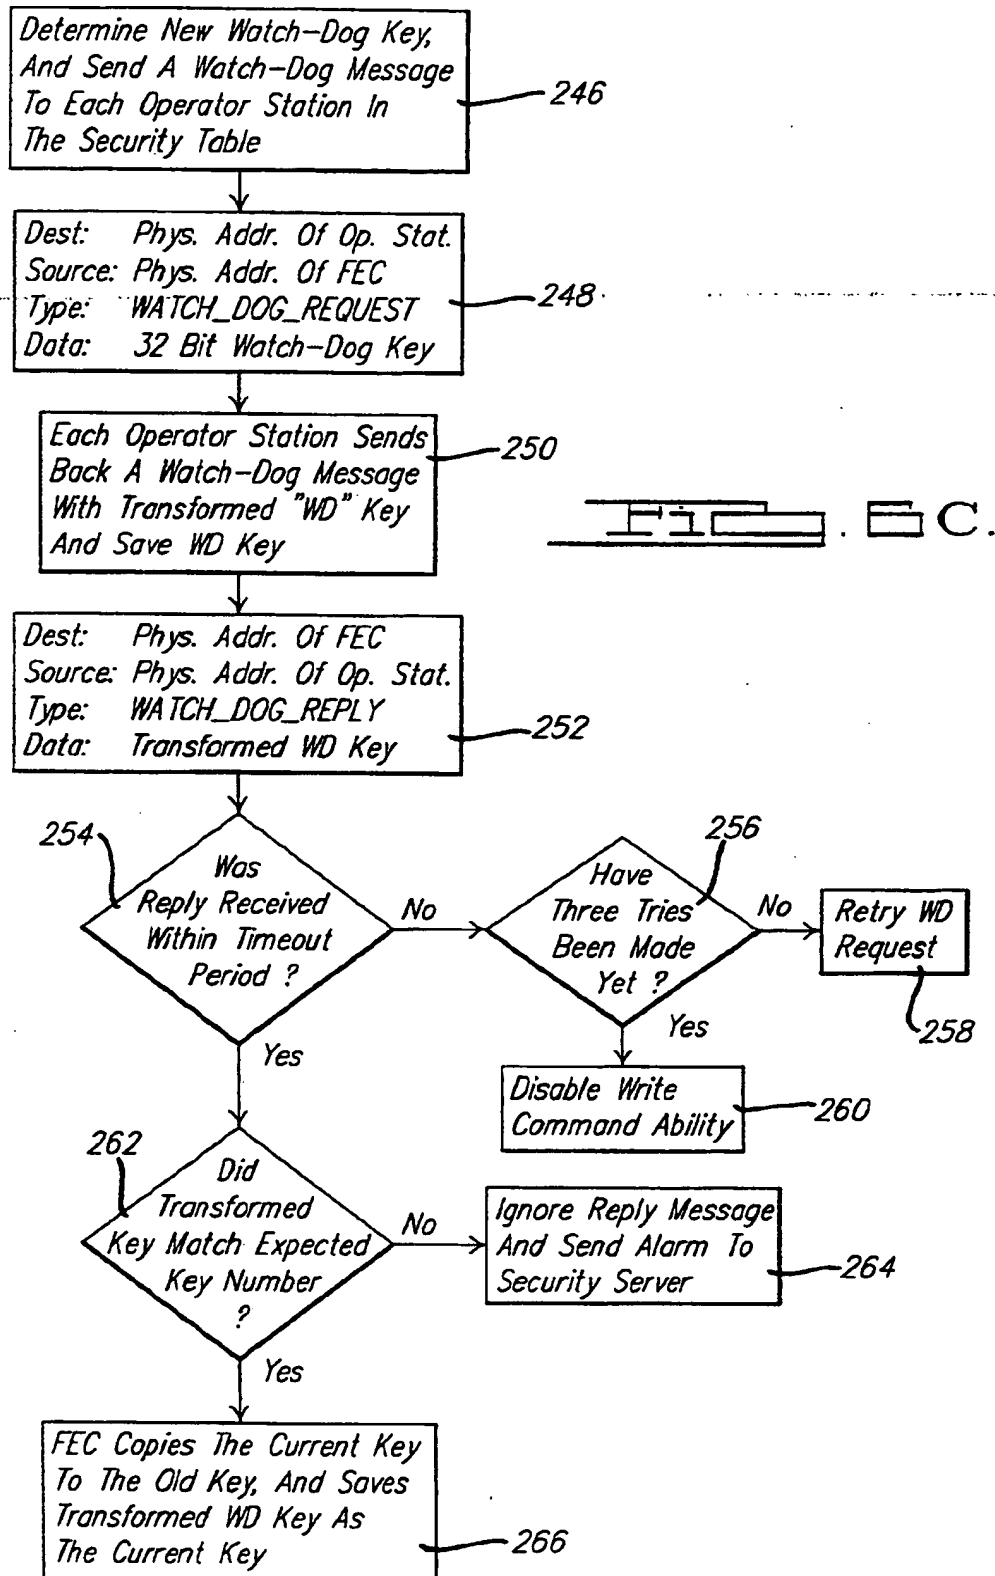 Determine New Watch-Dog Key,
And Send A Watch-Dog Message
To Each Operator Station In
The Security Table
246
Dest: Phys. Addr. Of Op. Stat.
Source: Phys. Addr. Of FEC
Type: WATCH_DOG_REQUEST
Data: 32 Bit Watch-Dog Key
248
Each Operator Station Sends
Back A Watch-Dog Message
With Transformed "WD" Key
And Save WD Key
250
C.
Dest: Phys. Addr. Of FEC
Source: Phys. Addr. Of Op. Stat.
Type: WATCH_DOG_REPLY
Data: Transformed WD Key
252
254
Was
Reply Received
Within Timeout
Period ?
No
Yes
256
Have
Three Tries
Been Made
Yet ?
No
Yes
Retry WD
Request
258
Disable Write
Command Ability
260
262
Did
Transformed
Key Match Expected
Key Number
?
No
Yes
Ignore Reply Message
And Send Alarm To
Security Server
264
FEC Copies The Current Key
To The Old Key, And Saves
Transformed WD Key As
The Current Key
266